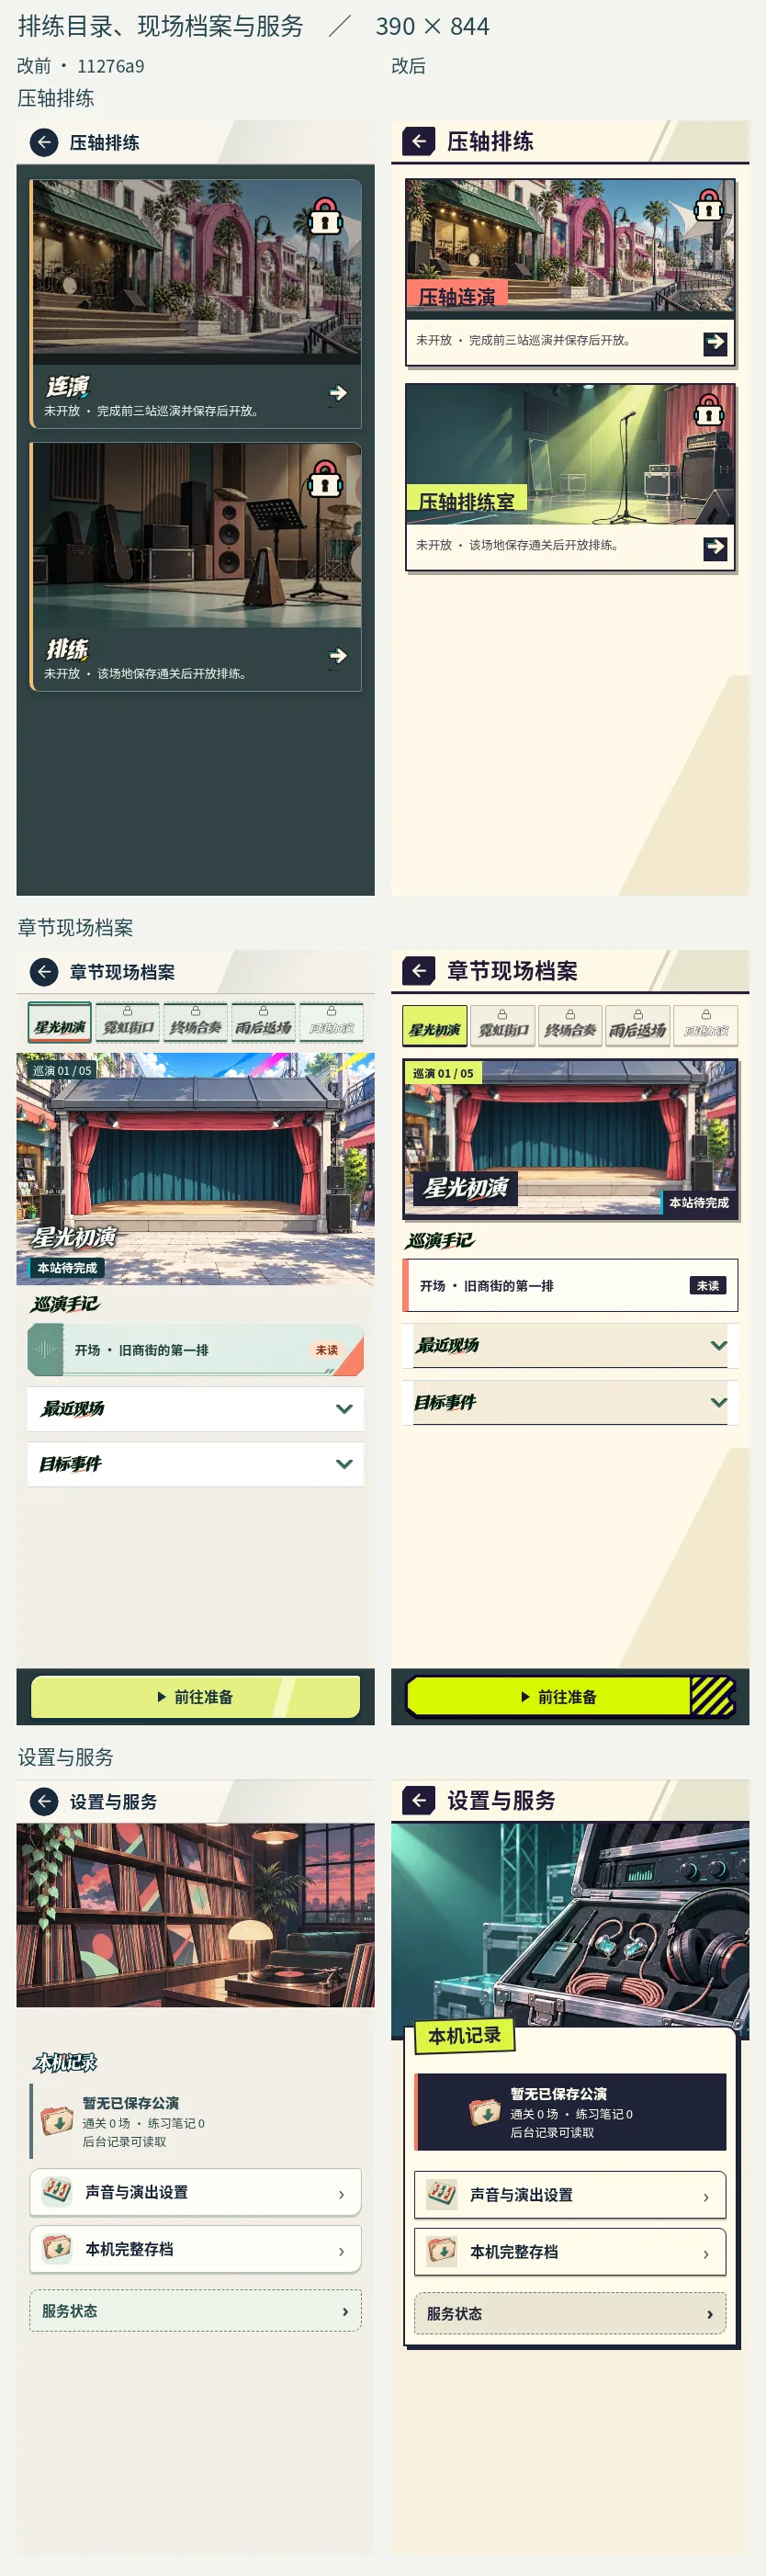 排练目录、现场档案与服务 ／ 390 × 844
改前 · 11276a9
改后
压轴排练
压轴排练
连演
未开放 · 完成前三站巡演并保存后开放。
排练
未开放 · 该场地保存通关后开放排练。
压轴排练
压轴连演
未开放 · 完成前三站巡演并保存后开放。
压轴排练室
未开放 · 该场地保存通关后开放排练。
章节现场档案
章节现场档案
星光初演
霓虹街口
终场合奏
雨后返场
巡演 01 / 05
星光初演
本站待完成
巡演手记
开场 · 旧商街的第一排
未读
最近现场
目标事件
前往准备
章节现场档案
星光初演
霓虹街口
终场合奏
雨后返场
巡演 01 / 05
星光初演
本站待完成
巡演手记
开场 · 旧商街的第一排
未读
最近现场
目标事件
前往准备
设置与服务
设置与服务
本机记录
暂无已保存公演
通关 0 场 · 练习笔记 0
后台记录可读取
声音与演出设置
本机完整存档
服务状态
设置与服务
本机记录
暂无已保存公演
通关 0 场 · 练习笔记 0
后台记录可读取
声音与演出设置
本机完整存档
服务状态